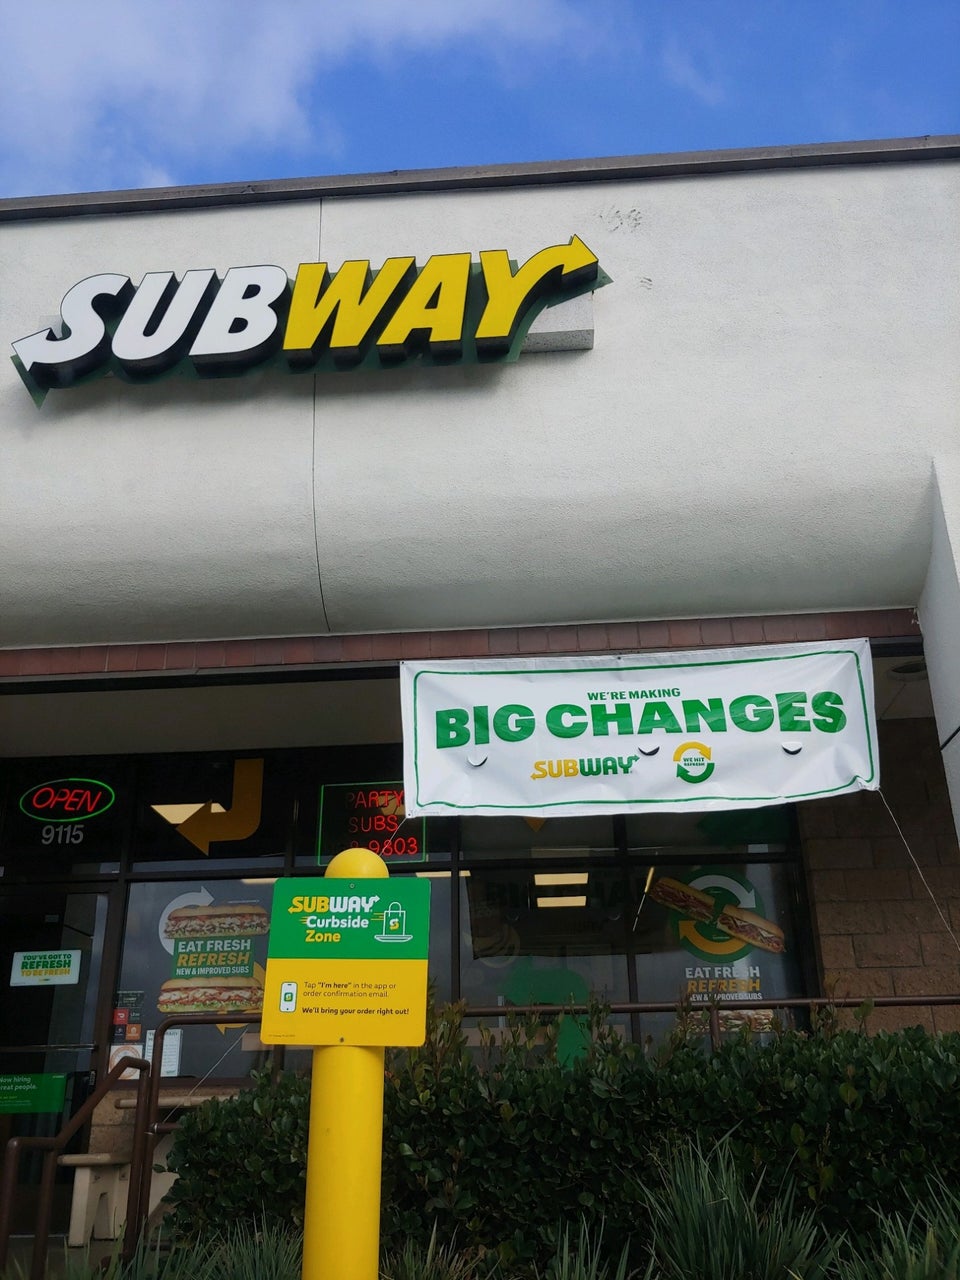 SUBWAY
WE'RE MAKING
BIG CHANGES
SUBWAY
WE HIT
REFRESH
OPEN
9115
PARTY
SUBS
9803
SUBWAY
Curbside
Zone
Tap "I'm here" in the app or
order confirmation email.
We'll bring your order right out!
EAT FRESH
REFRESH
NEW & IMPROVED SUBS
EAT FRESH
REFRESH
NEW & IMPROVED SUBS
YOU'VE GOT TO
REFRESH
TO BE FRESH
Now hiring
great people.